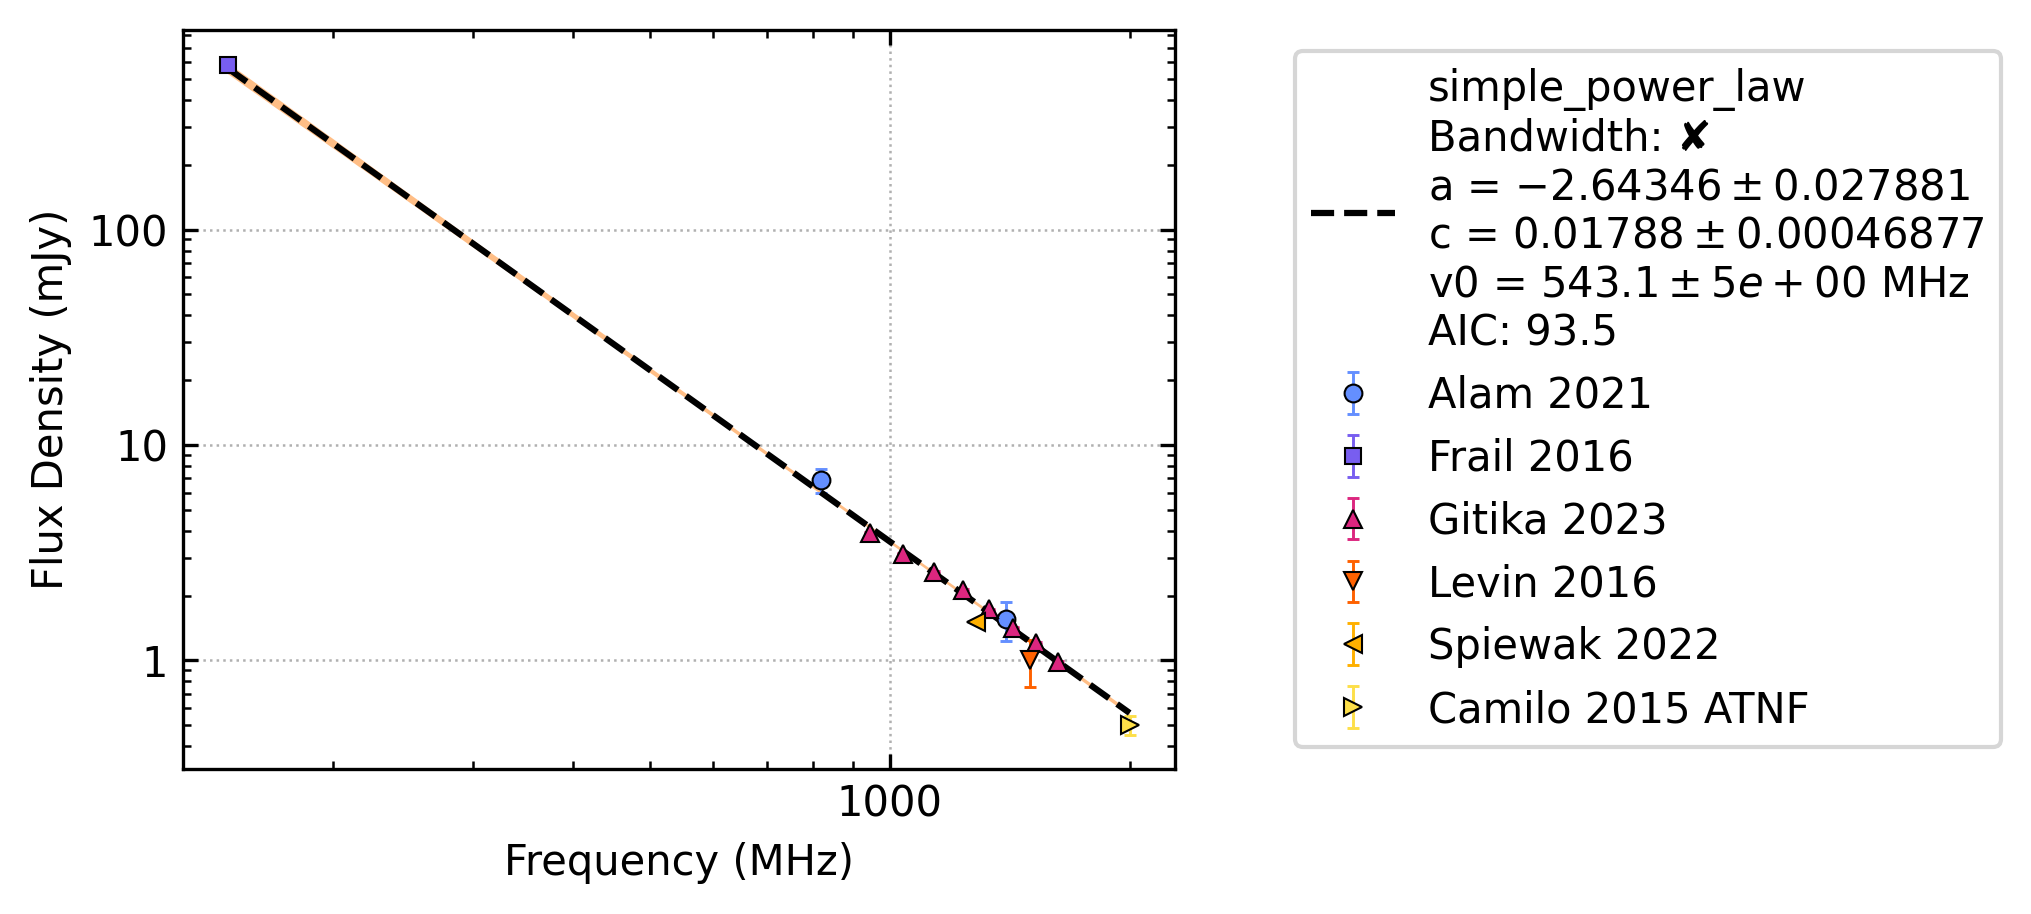 Flux Density (mJy)
100
10
1
1000
Frequency (MHz)
simple_power_law
Bandwidth: ✘
a = −2.64346 ± 0.027881
c = 0.01788 ± 0.00046877
v0 = 543.1 ± 5e + 00 MHz
AIC: 93.5
Alam 2021
Frail 2016
Gitika 2023
Levin 2016
Spiewak 2022
Camilo 2015 ATNF